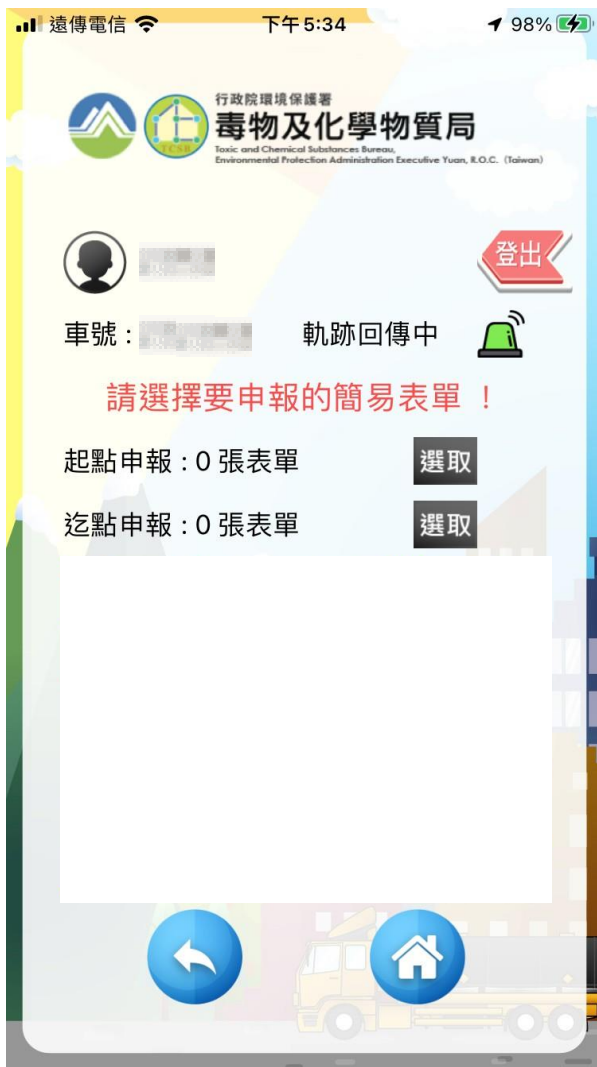 遠傳電信 下午 5:34 98%
行政院環境保護署
毒物及化學物質局
TCSB
Toxic and Chemical Substances Bureau,
Environmental Protection Administration Executive Yuan, R.O.C. (Taiwan)
登出
車號 : 軌跡回傳中
請選擇要申報的簡易表單 !
起點申報 : 0 張表單 選取
迄點申報 : 0 張表單 選取